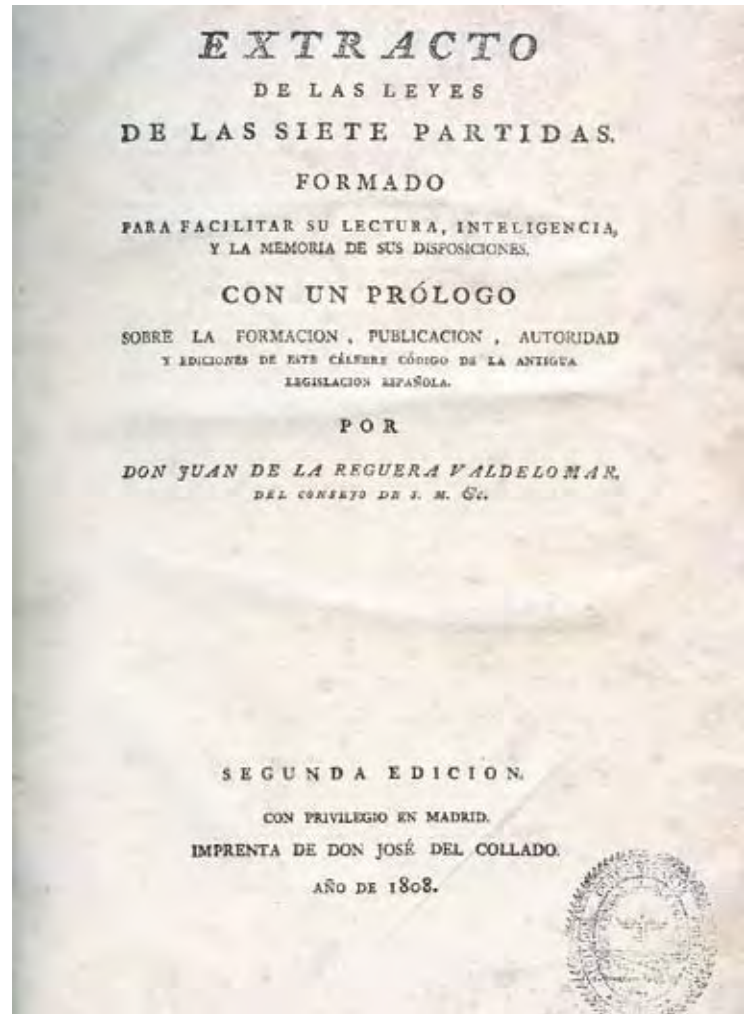 EXTRACTO
DE LAS LEYES
DE LAS SIETE PARTIDAS.
FORMADO
PARA FACILITAR SU LECTURA, INTELIGENCIA,
Y LA MEMORIA DE SUS DISPOSICIONES.
CON UN PRÓLOGO
SOBRE LA FORMACION, PUBLICACION, AUTORIDAD
Y EDICIONES DE ESTE CÉLEBRE CÓDIGO DE LA ANTIGUA
LEGISLACION ESPAÑOLA.
POR
DON JUAN DE LA REGUERA VALDELOMAR,
DEL CONSEJO DE S. M. &c.
SEGUNDA EDICION.
CON PRIVILEGIO EN MADRID.
IMPRENTA DE DON JOSÉ DEL COLLADO.
AÑO DE 1808.